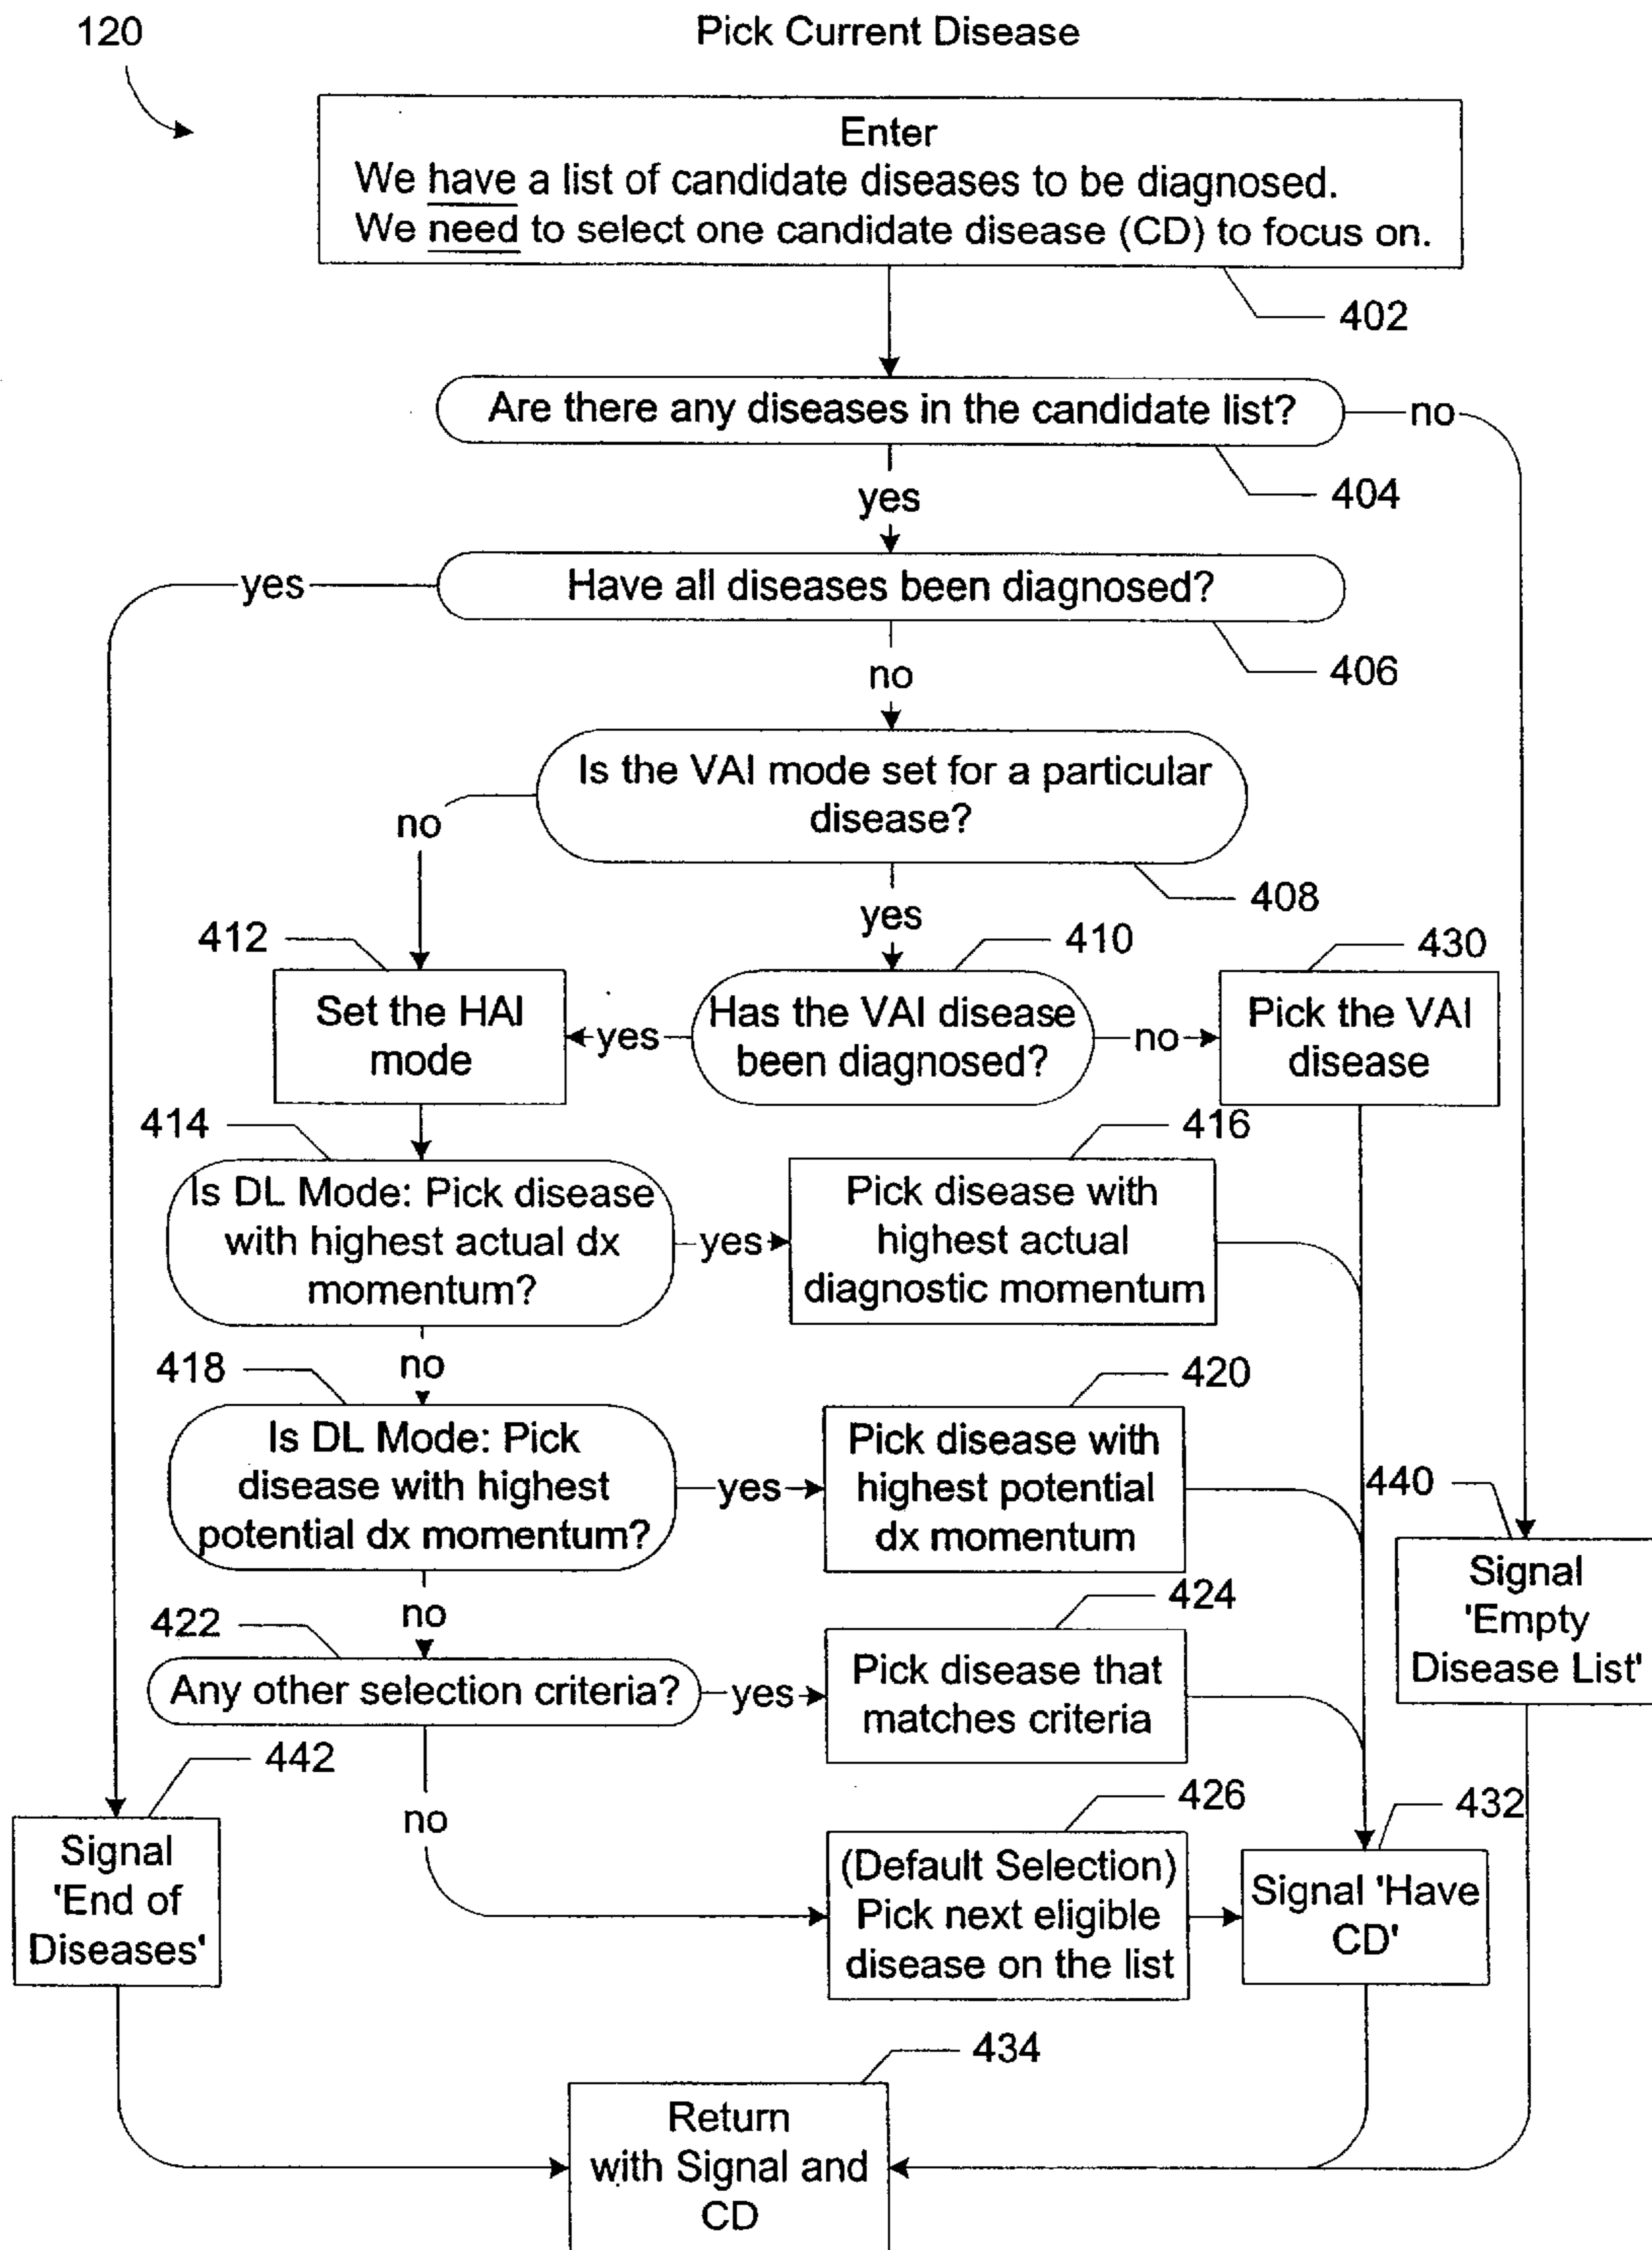 120
Pick Current Disease
Enter
We have a list of candidate diseases to be diagnosed.
We need to select one candidate disease (CD) to focus on.
402
Are there any diseases in the candidate list?
no
404
yes
Have all diseases been diagnosed?
yes
406
no
Is the VAI mode set for a particular
disease?
no
408
yes
412
410
430
Set the HAI
mode
yes
Has the VAI disease
been diagnosed?
no
Pick the VAI
disease
414
416
Is DL Mode: Pick disease
with highest actual dx
momentum?
yes
Pick disease with
highest actual
diagnostic momentum
no
418
420
Is DL Mode: Pick
disease with highest
potential dx momentum?
yes
Pick disease with
highest potential
dx momentum
440
Signal
'Empty
Disease List'
no
422
424
Any other selection criteria?
yes
Pick disease that
matches criteria
442
no
426
432
Signal
'End of
Diseases'
(Default Selection)
Pick next eligible
disease on the list
Signal 'Have
CD'
434
Return
with Signal and
CD